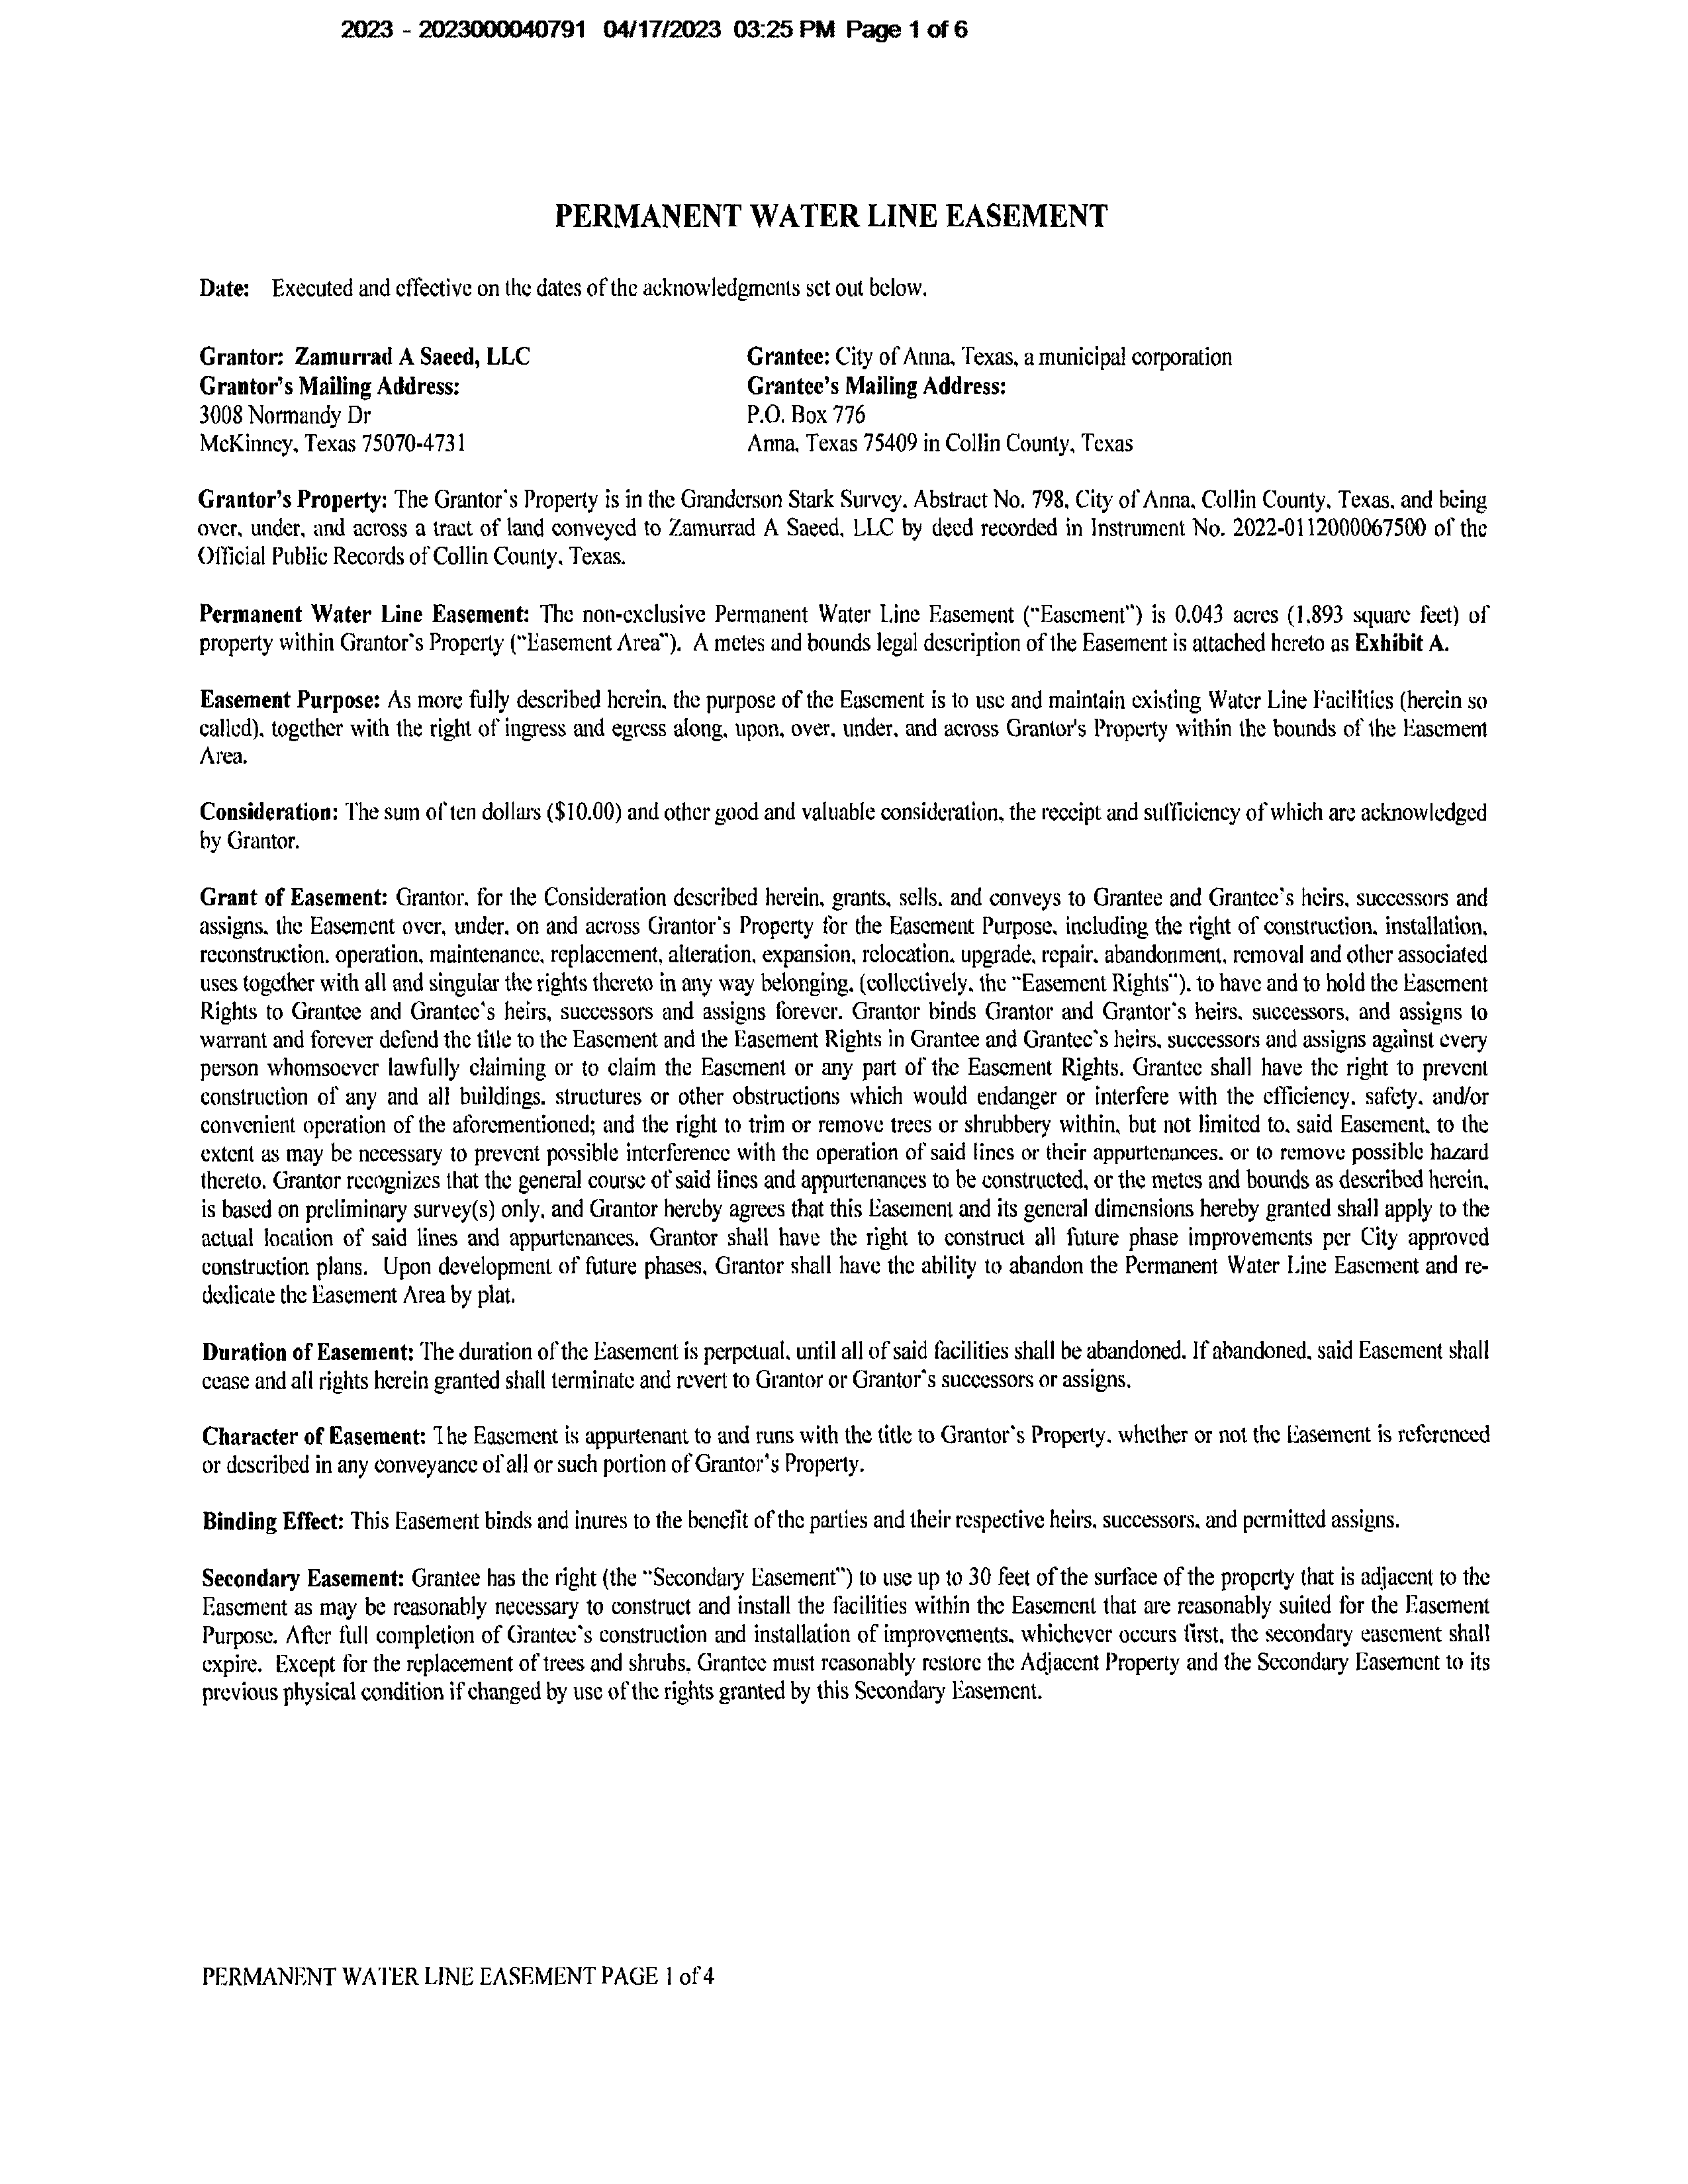 2023 - 2023000040791 04/17/2023 03:25 PM Page 1 of 6
PERMANENT WATER LINE EASEMENT
Date: Executed and effective on the dates of the acknowledgments set out below.
Grantor: Zamurrad A Saeed, LLC
Grantor's Mailing Address:
3008 Normandy Dr
McKinney, Texas 75070-4731
Grantee: City of Anna, Texas, a municipal corporation
Grantee's Mailing Address:
P.O. Box 776
Anna, Texas 75409 in Collin County, Texas
Grantor's Property: The Grantor's Property is in the Granderson Stark Survey, Abstract No. 798, City of Anna, Collin County, Texas, and being
over, under, and across a tract of land conveyed to Zamurrad A Saeed, LLC by deed recorded in Instrument No. 2022-0112000067500 of the
Official Public Records of Collin County, Texas.
Permanent Water Line Easement: The non-exclusive Permanent Water Line Easement ("Easement") is 0.043 acres (1,893 square feet) of
property within Grantor's Property ("Easement Area"). A metes and bounds legal description of the Easement is attached hereto as Exhibit A.
Easement Purpose: As more fully described herein, the purpose of the Easement is to use and maintain existing Water Line Facilities (herein so
called), together with the right of ingress and egress along, upon, over, under, and across Grantor's Property within the bounds of the Easement
Area.
Consideration: The sum of ten dollars ($10.00) and other good and valuable consideration, the receipt and sufficiency of which are acknowledged
by Grantor.
Grant of Easement: Grantor, for the Consideration described herein, grants, sells, and conveys to Grantee and Grantee's heirs, successors and
assigns, the Easement over, under, on and across Grantor's Property for the Easement Purpose, including the right of construction, installation,
reconstruction, operation, maintenance, replacement, alteration, expansion, relocation, upgrade, repair, abandonment, removal and other associated
uses together with all and singular the rights thereto in any way belonging, (collectively, the "Easement Rights"), to have and to hold the Easement
Rights to Grantee and Grantee's heirs, successors and assigns forever. Grantor binds Grantor and Grantor's heirs, successors, and assigns to
warrant and forever defend the title to the Easement and the Easement Rights in Grantee and Grantee's heirs, successors and assigns against every
person whomsoever lawfully claiming or to claim the Easement or any part of the Easement Rights. Grantee shall have the right to prevent
construction of any and all buildings, structures or other obstructions which would endanger or interfere with the efficiency, safety, and/or
convenient operation of the aforementioned; and the right to trim or remove trees or shrubbery within, but not limited to, said Easement, to the
extent as may be necessary to prevent possible interference with the operation of said lines or their appurtenances, or to remove possible hazard
thereto. Grantor recognizes that the general course of said lines and appurtenances to be constructed, or the metes and bounds as described herein,
is based on preliminary survey(s) only, and Grantor hereby agrees that this Easement and its general dimensions hereby granted shall apply to the
actual location of said lines and appurtenances. Grantor shall have the right to construct all future phase improvements per City approved
construction plans. Upon development of future phases, Grantor shall have the ability to abandon the Permanent Water Line Easement and re-
dedicate the Easement Area by plat.
Duration of Easement: The duration of the Easement is perpetual, until all of said facilities shall be abandoned. If abandoned, said Easement shall
cease and all rights herein granted shall terminate and revert to Grantor or Grantor's successors or assigns.
Character of Easement: The Easement is appurtenant to and runs with the title to Grantor's Property, whether or not the Easement is referenced
or described in any conveyance of all or such portion of Grantor's Property.
Binding Effect: This Easement binds and inures to the benefit of the parties and their respective heirs, successors, and permitted assigns.
Secondary Easement: Grantee has the right (the "Secondary Easement") to use up to 30 feet of the surface of the property that is adjacent to the
Easement as may be reasonably necessary to construct and install the facilities within the Easement that are reasonably suited for the Easement
Purpose. After full completion of Grantee's construction and installation of improvements, whichever occurs first, the secondary easement shall
expire. Except for the replacement of trees and shrubs, Grantee must reasonably restore the Adjacent Property and the Secondary Easement to its
previous physical condition if changed by use of the rights granted by this Secondary Easement.
PERMANENT WATER LINE EASEMENT PAGE 1 of 4